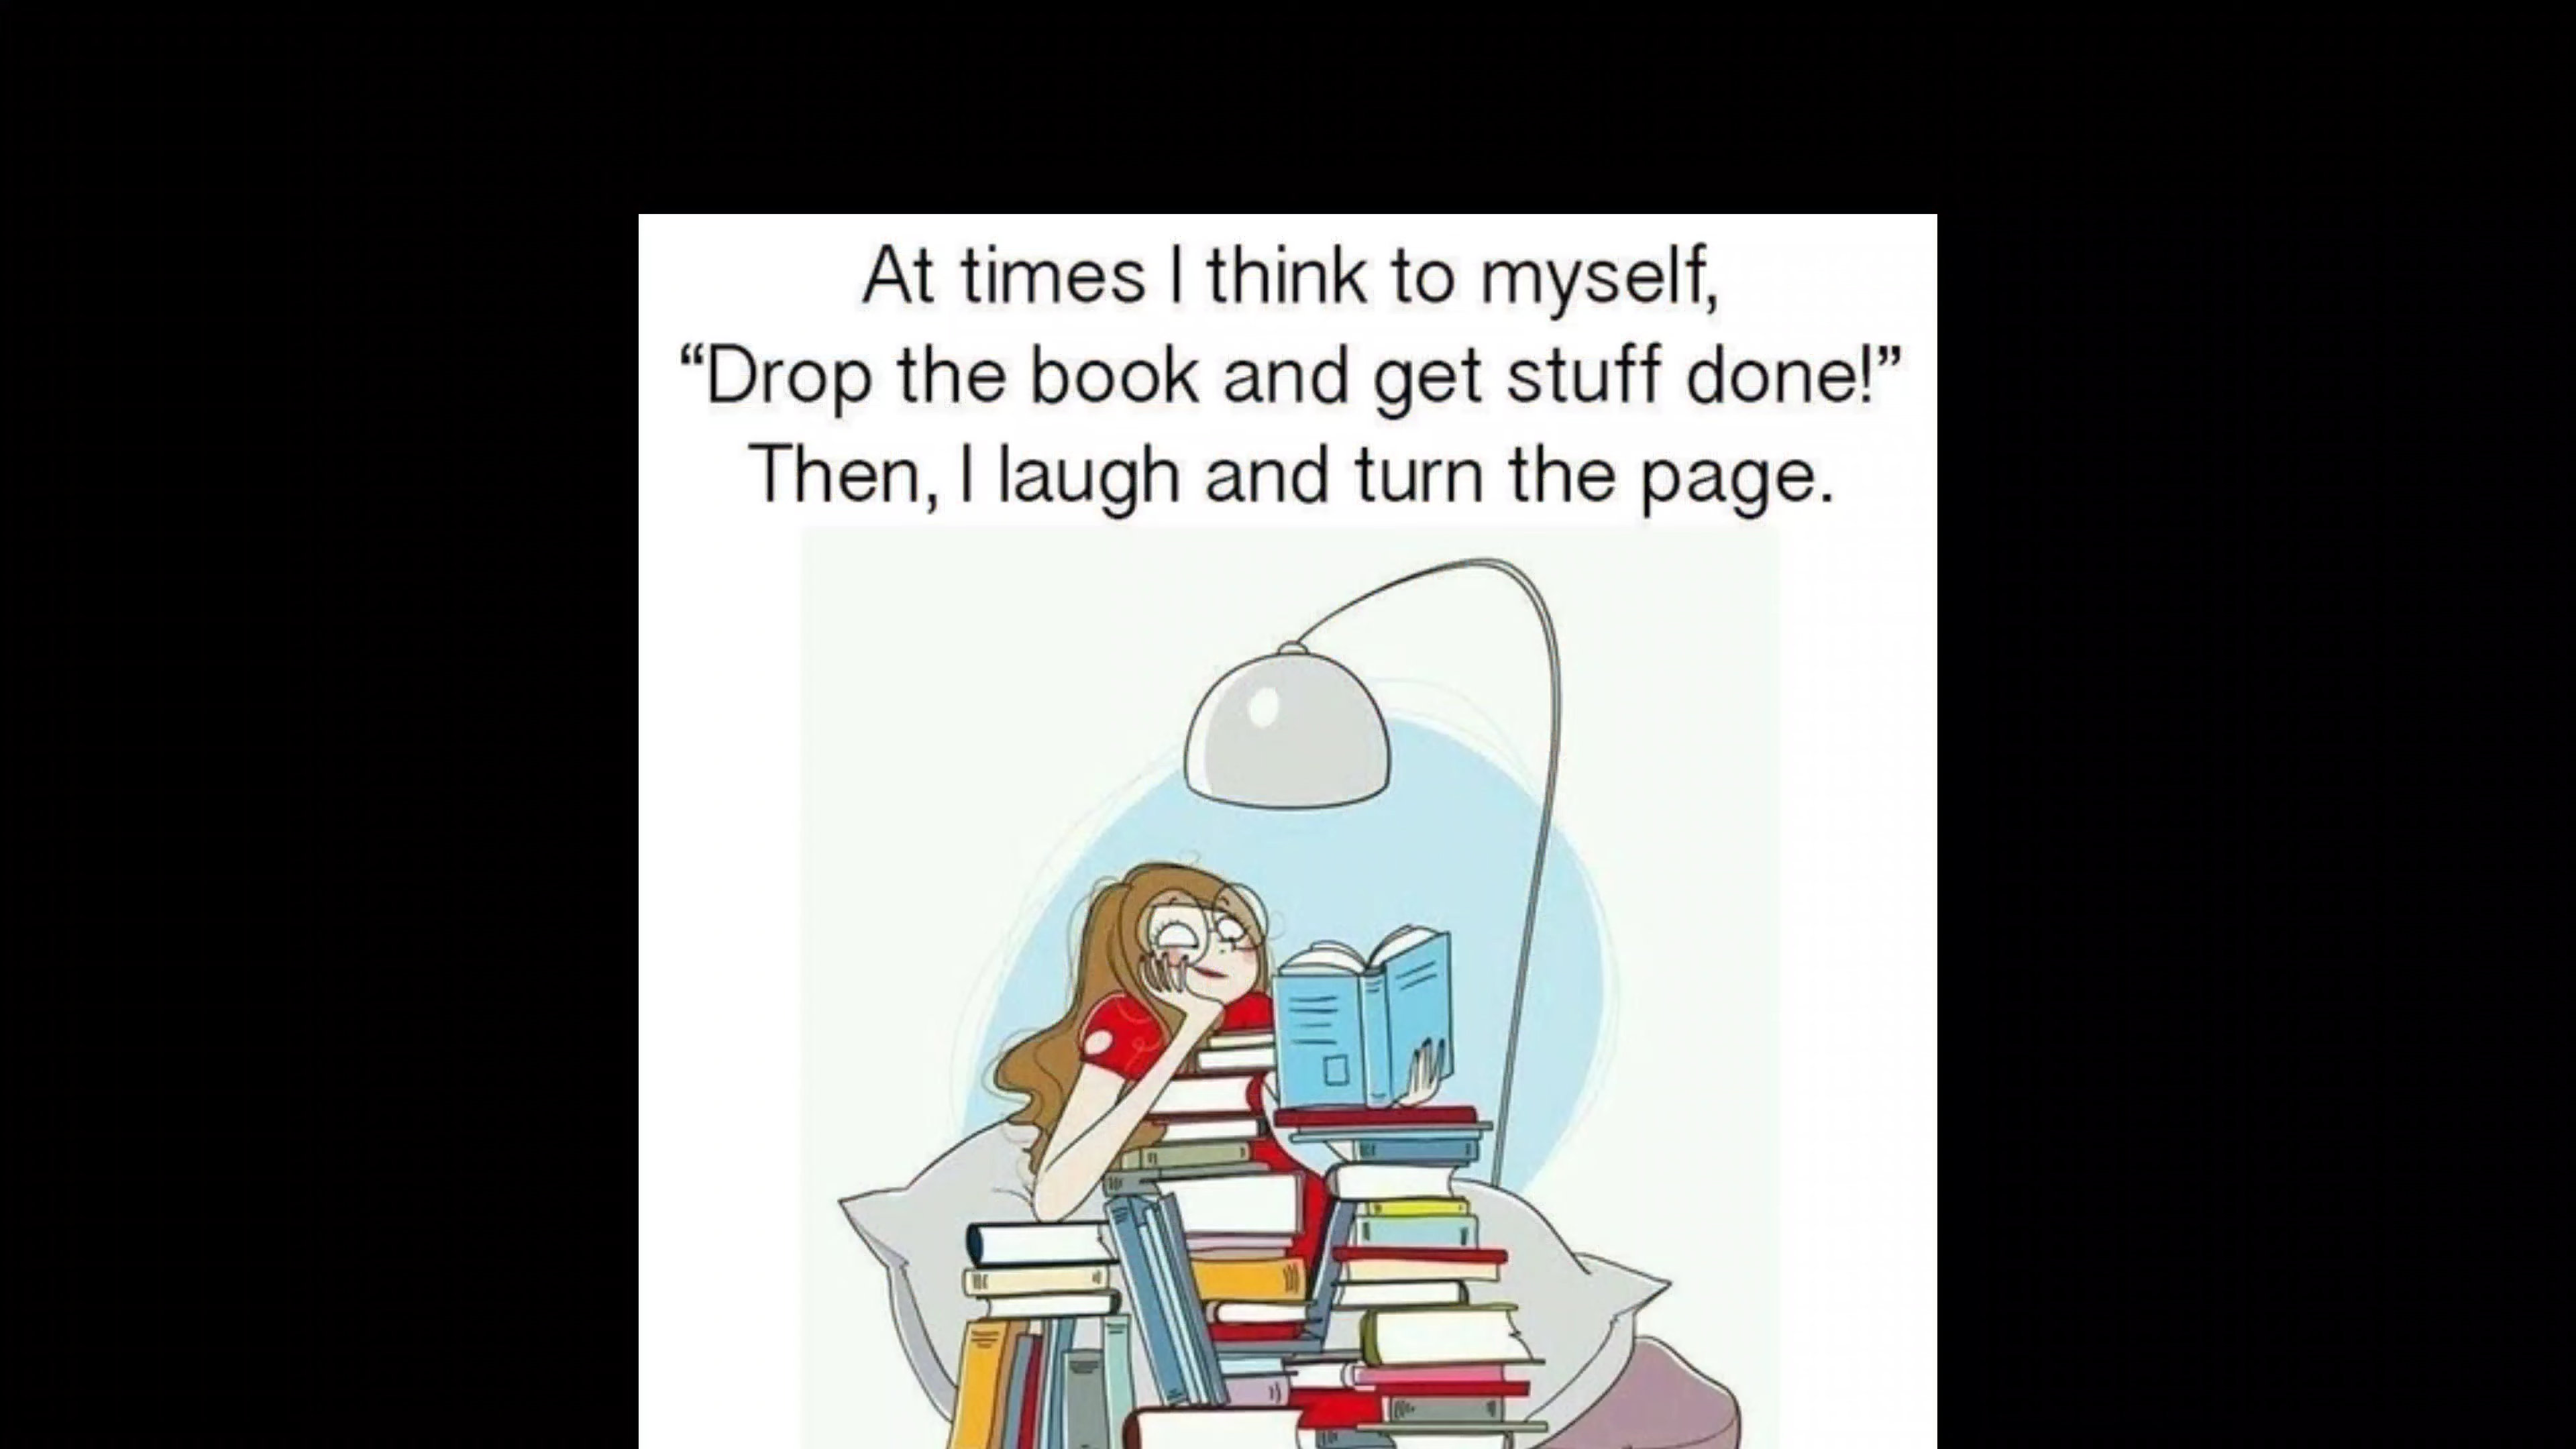 At times I think to myself,
“Drop the book and get stuff done!”
Then, I laugh and turn the page.